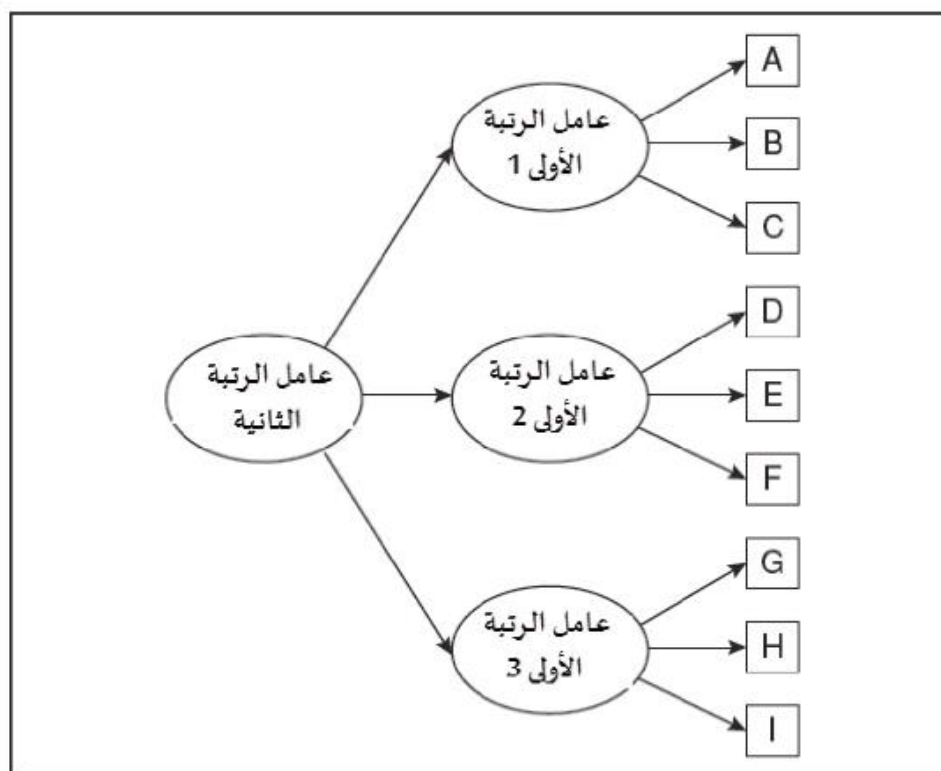 عامل الرتبة
الأولى 1
A
B
C
عامل الرتبة
الثانية
عامل الرتبة
الأولى 2
D
E
F
عامل الرتبة
الأولى 3
G
H
I